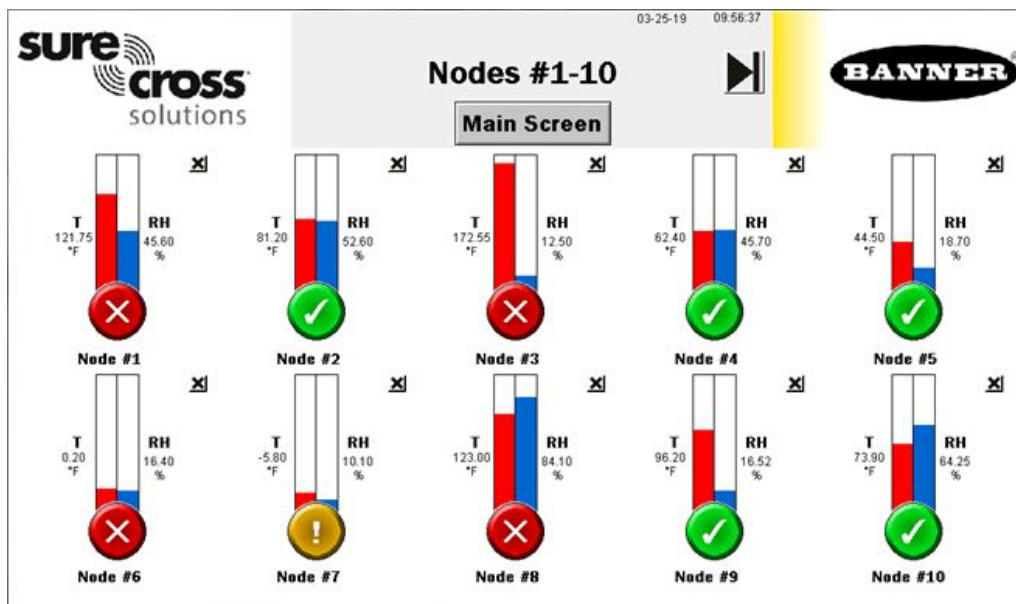 03-25-19 09:56:37
sure
cross
solutions
Nodes #1-10
Main Screen
BANNER®
T
121.75
°F
RH
45.60
%
Node #1
T
81.20
°F
RH
52.60
%
Node #2
T
172.55
°F
RH
12.50
%
Node #3
T
62.40
°F
RH
45.70
%
Node #4
T
44.50
°F
RH
18.70
%
Node #5
T
0.20
°F
RH
16.40
%
Node #6
T
-5.80
°F
RH
10.10
%
Node #7
T
123.00
°F
RH
84.10
%
Node #8
T
96.20
°F
RH
16.52
%
Node #9
T
73.90
°F
RH
64.25
%
Node #10